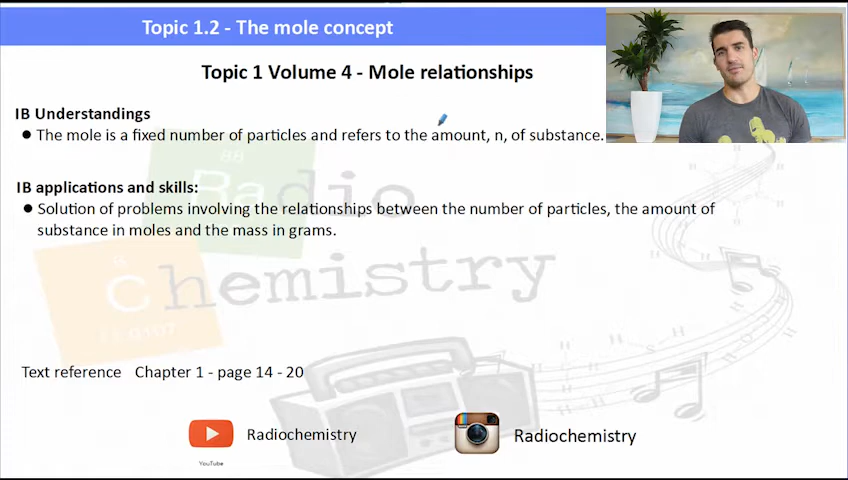 Topic 1.2 - The mole concept
Topic 1 Volume 4 - Mole relationships
IB Understandings
● The mole is a fixed number of particles and refers to the amount, n, of substance.
IB applications and skills:
● Solution of problems involving the relationships between the number of particles, the amount of
substance in moles and the mass in grams.
88
Radio
Chemistry
Text reference Chapter 1 - page 14 - 20
Radiochemistry
YouTube
Radiochemistry